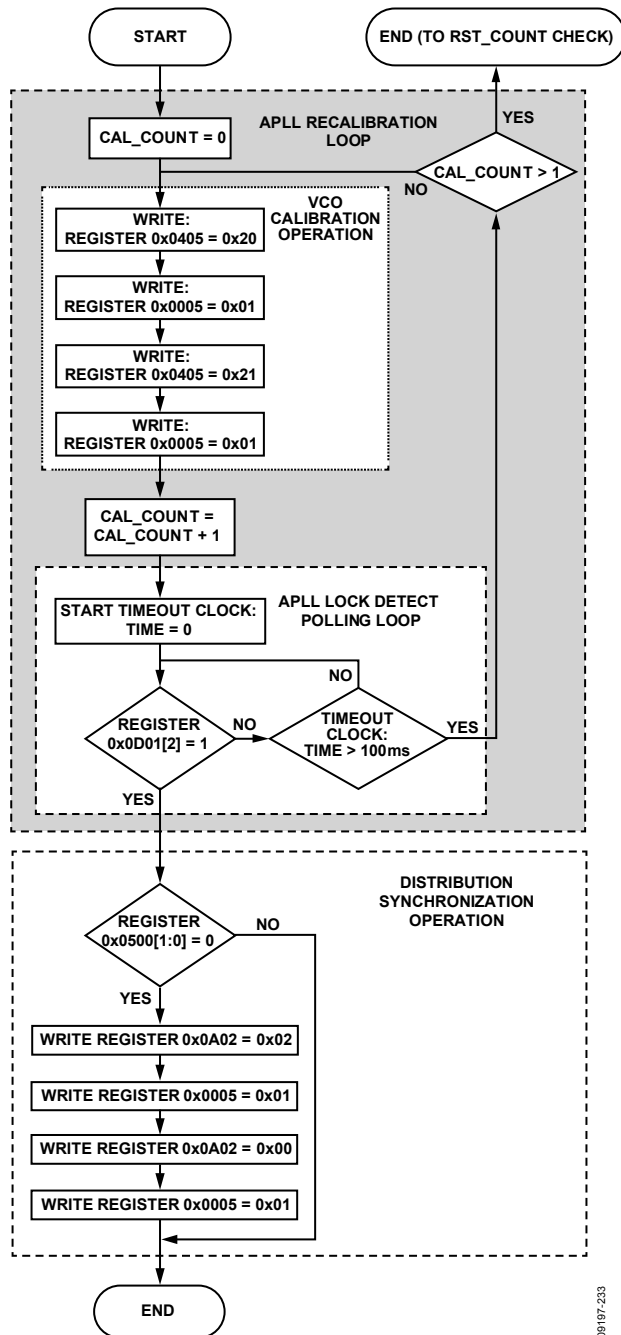 START
END (TO RST_COUNT CHECK)
YES
CAL_COUNT = 0
APLL RECALIBRATION
LOOP
CAL_COUNT > 1
NO
VCO
CALIBRATION
OPERATION
WRITE:
REGISTER 0x0405 = 0x20
WRITE:
REGISTER 0x0005 = 0x01
WRITE:
REGISTER 0x0405 = 0x21
WRITE:
REGISTER 0x0005 = 0x01
CAL_COUNT =
CAL_COUNT + 1
START TIMEOUT CLOCK:
TIME = 0
APLL LOCK DETECT
POLLING LOOP
NO
REGISTER
0x0D01[2] = 1
NO
TIMEOUT
CLOCK:
TIME > 100ms
YES
YES
DISTRIBUTION
SYNCHRONIZATION
OPERATION
REGISTER
0x0500[1:0] = 0
NO
YES
WRITE REGISTER 0x0A02 = 0x02
WRITE REGISTER 0x0005 = 0x01
WRITE REGISTER 0x0A02 = 0x00
WRITE REGISTER 0x0005 = 0x01
END
09197-233